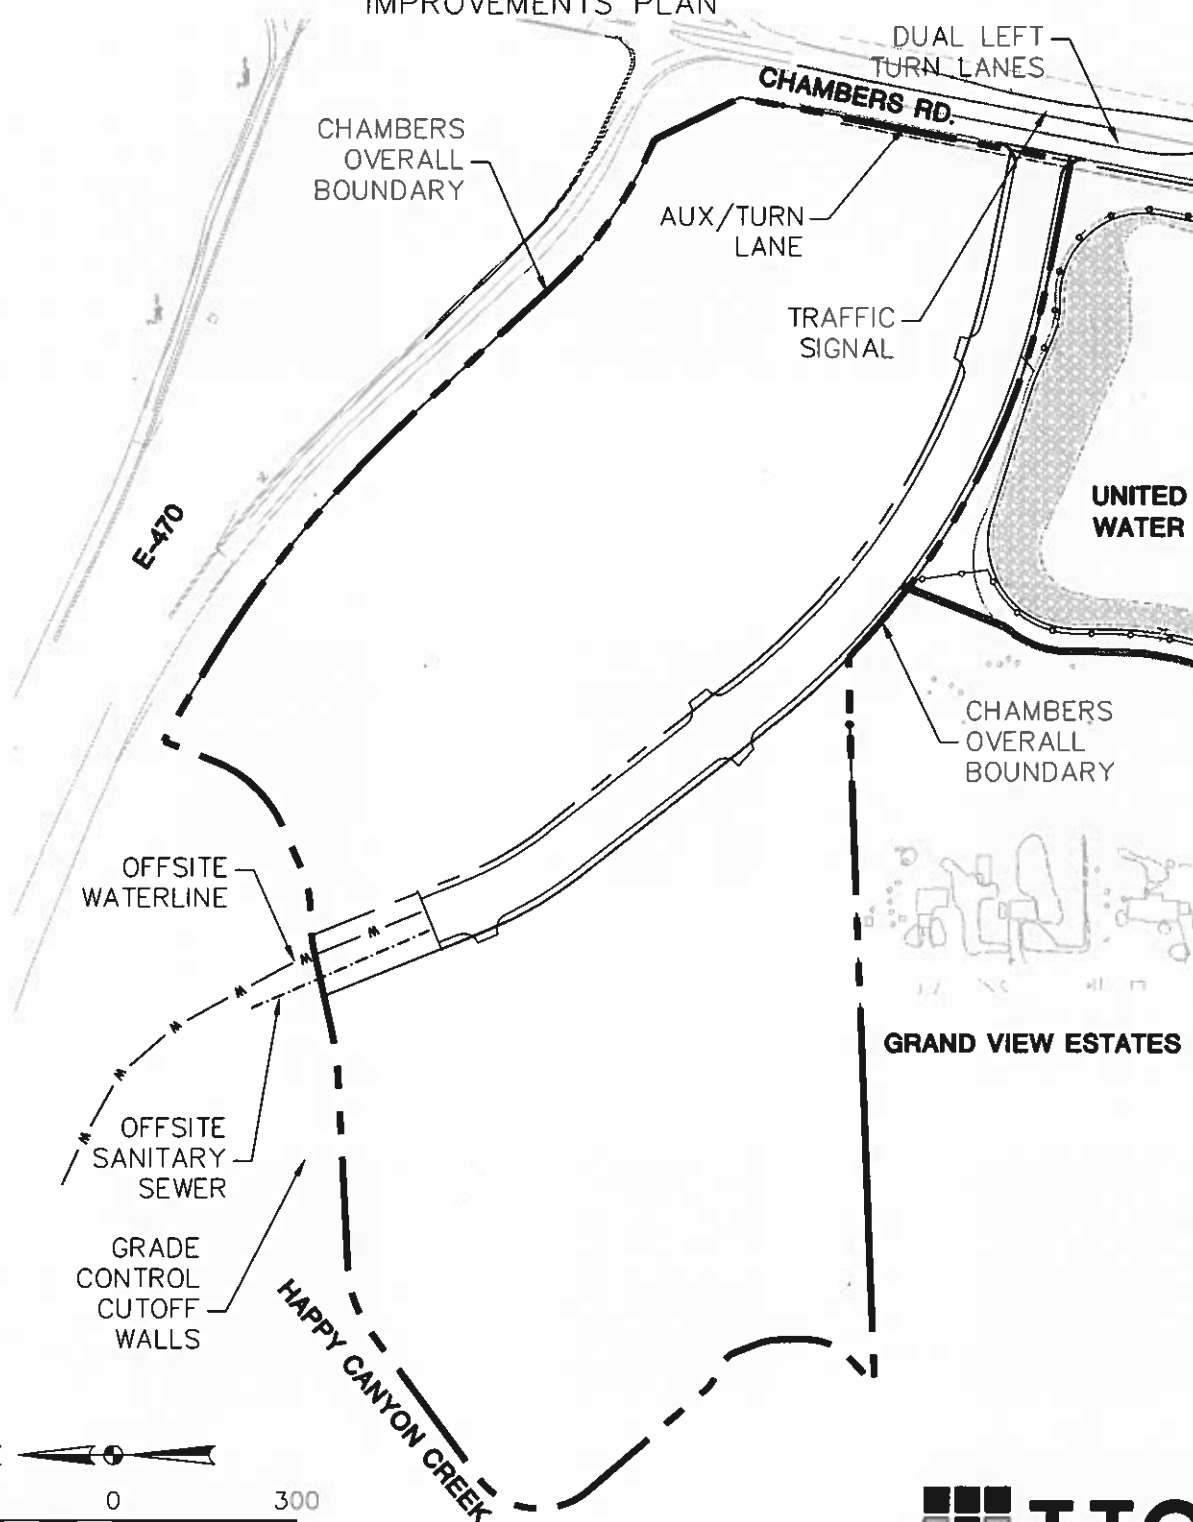 IMPROVEMENTS PLAN
DUAL LEFT
TURN LANES
CHAMBERS RD.
CHAMBERS
OVERALL
BOUNDARY
AUX/TURN
LANE
TRAFFIC
SIGNAL
UNITED
WATER
E-470
CHAMBERS
OVERALL
BOUNDARY
OFFSITE
WATERLINE
W
W
W
W
W
W
GRAND VIEW ESTATES
OFFSITE
SANITARY
SEWER
GRADE
CONTROL
CUTOFF
WALLS
HAPPY CANYON CREEK
0 300